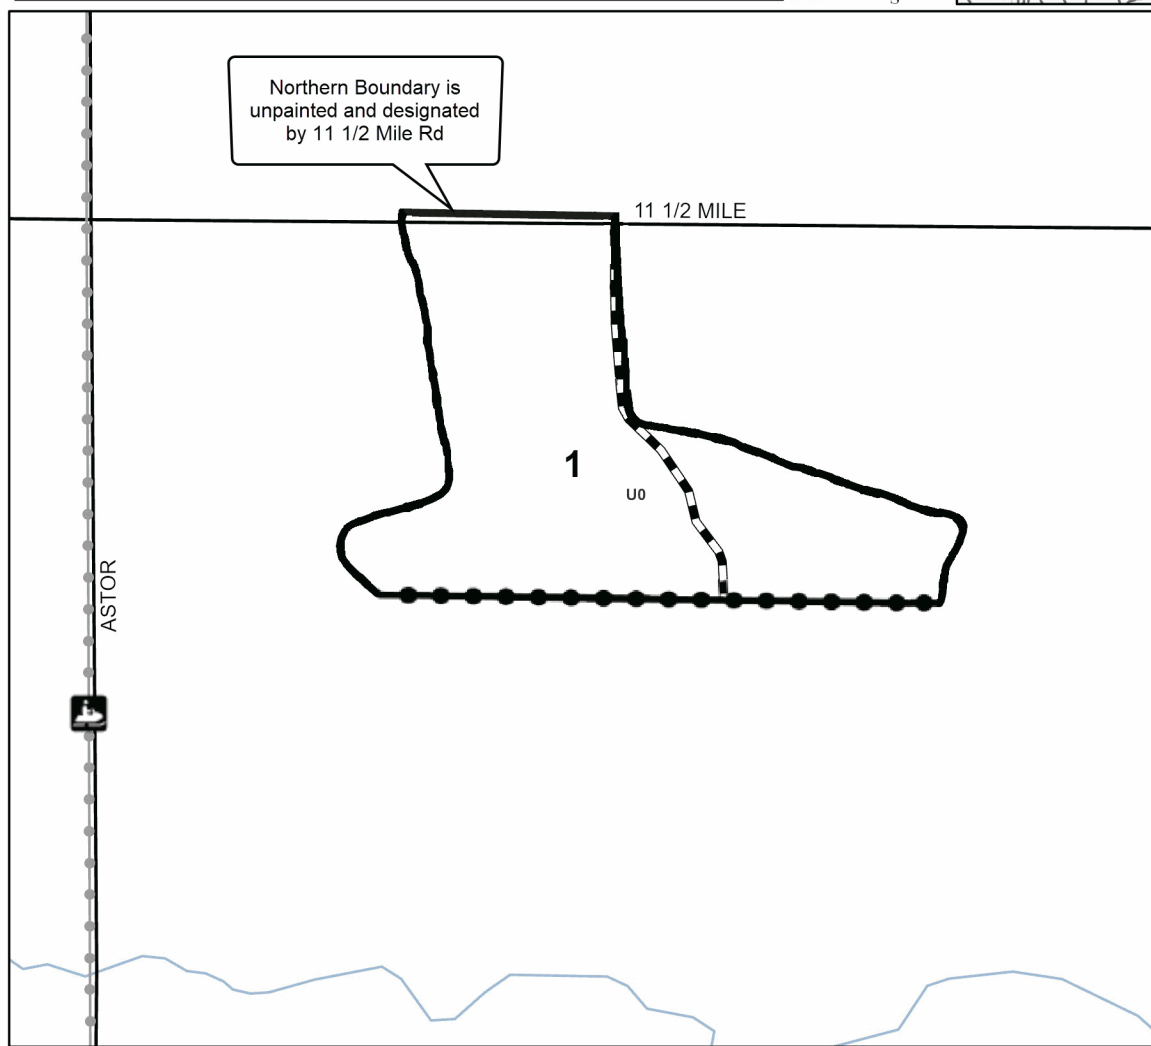 Northern Boundary is
unpainted and designated
by 11 1/2 Mile Rd
11 1/2 MILE
1
U0
ASTOR